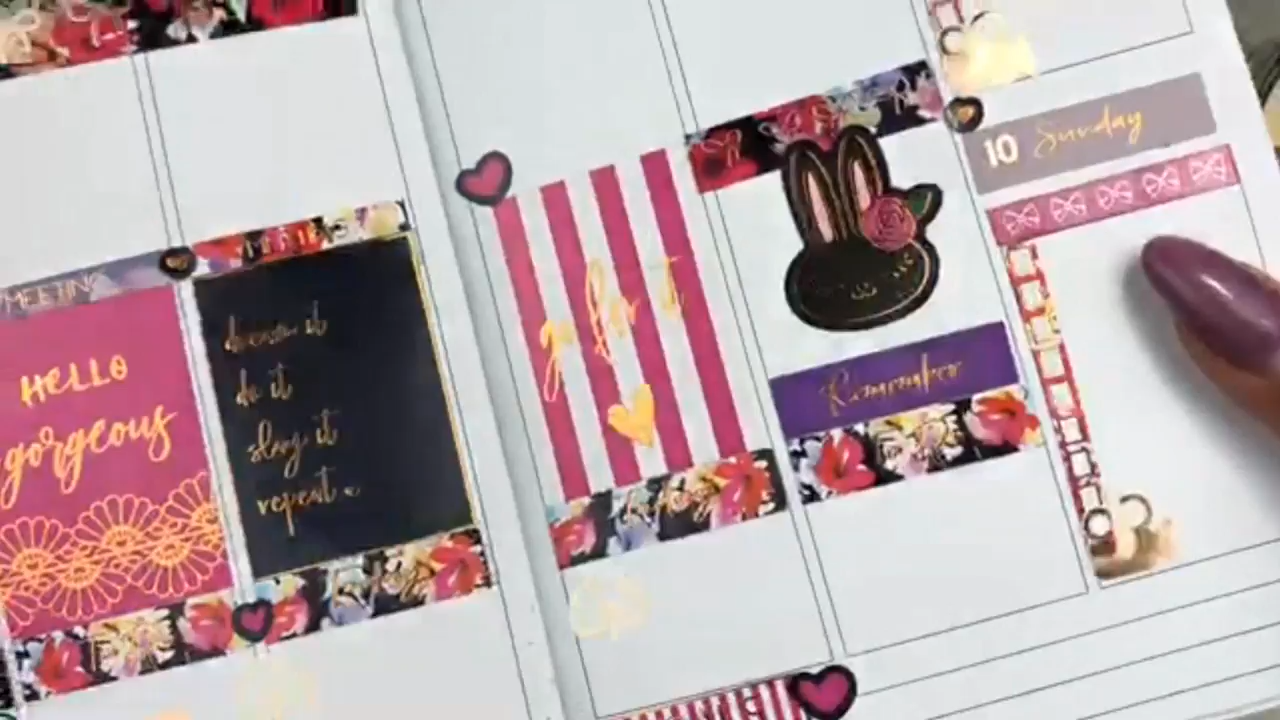 MEETING
HELLO
gorgeous
dream it
do it
slay it
repeat
go for it
Remember
10 Sunday